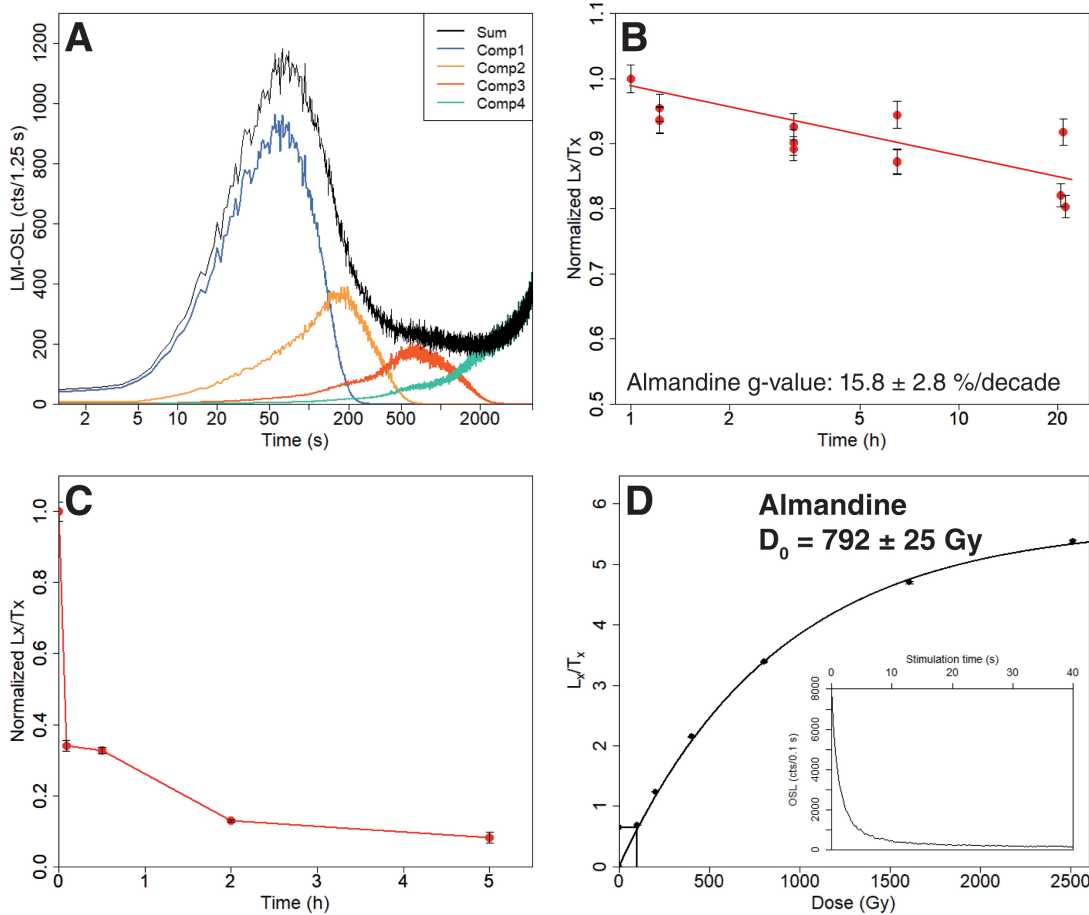 A
Sum
Comp1
Comp2
Comp3
Comp4
LM-OSL (cts/1.25 s)
0 200 400 600 800 1000 1200
2 5 10 20 50 200 500 2000
Time (s)
B
Normalized Lx/Tx
0.5 0.6 0.7 0.8 0.9 1.0 1.1
Almandine g-value: 15.8 ± 2.8 %/decade
1 2 5 10 20
Time (h)
C
Normalized Lx/Tx
0.0 0.2 0.4 0.6 0.8 1.0
0 1 2 3 4 5
Time (h)
D
Almandine
D₀ = 792 ± 25 Gy
Lₓ/Tₓ
0 1 2 3 4 5 6
Stimulation time (s)
0 10 20 30 40
OSL (cts/0.1 s)
0 2000 4000 6000 8000
0 500 1000 1500 2000 2500
Dose (Gy)